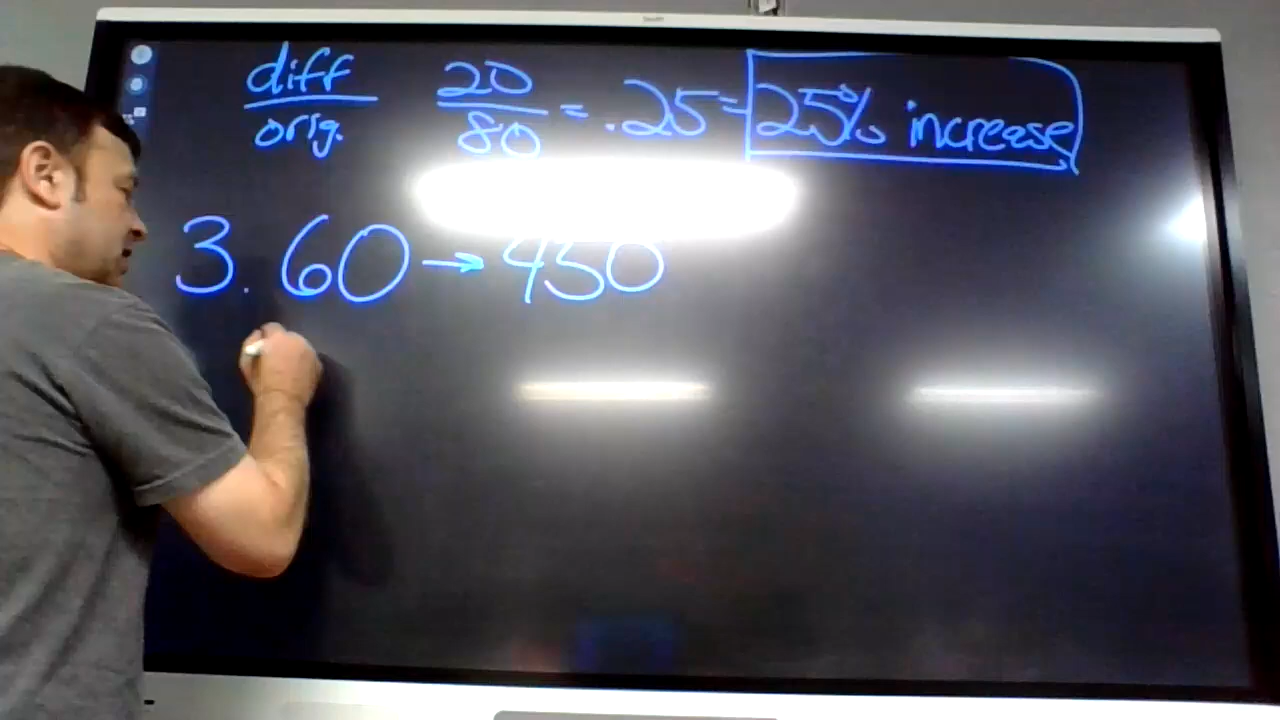 diff 20
orig. 80 = .25 = 25% increase
3. 60 → 450